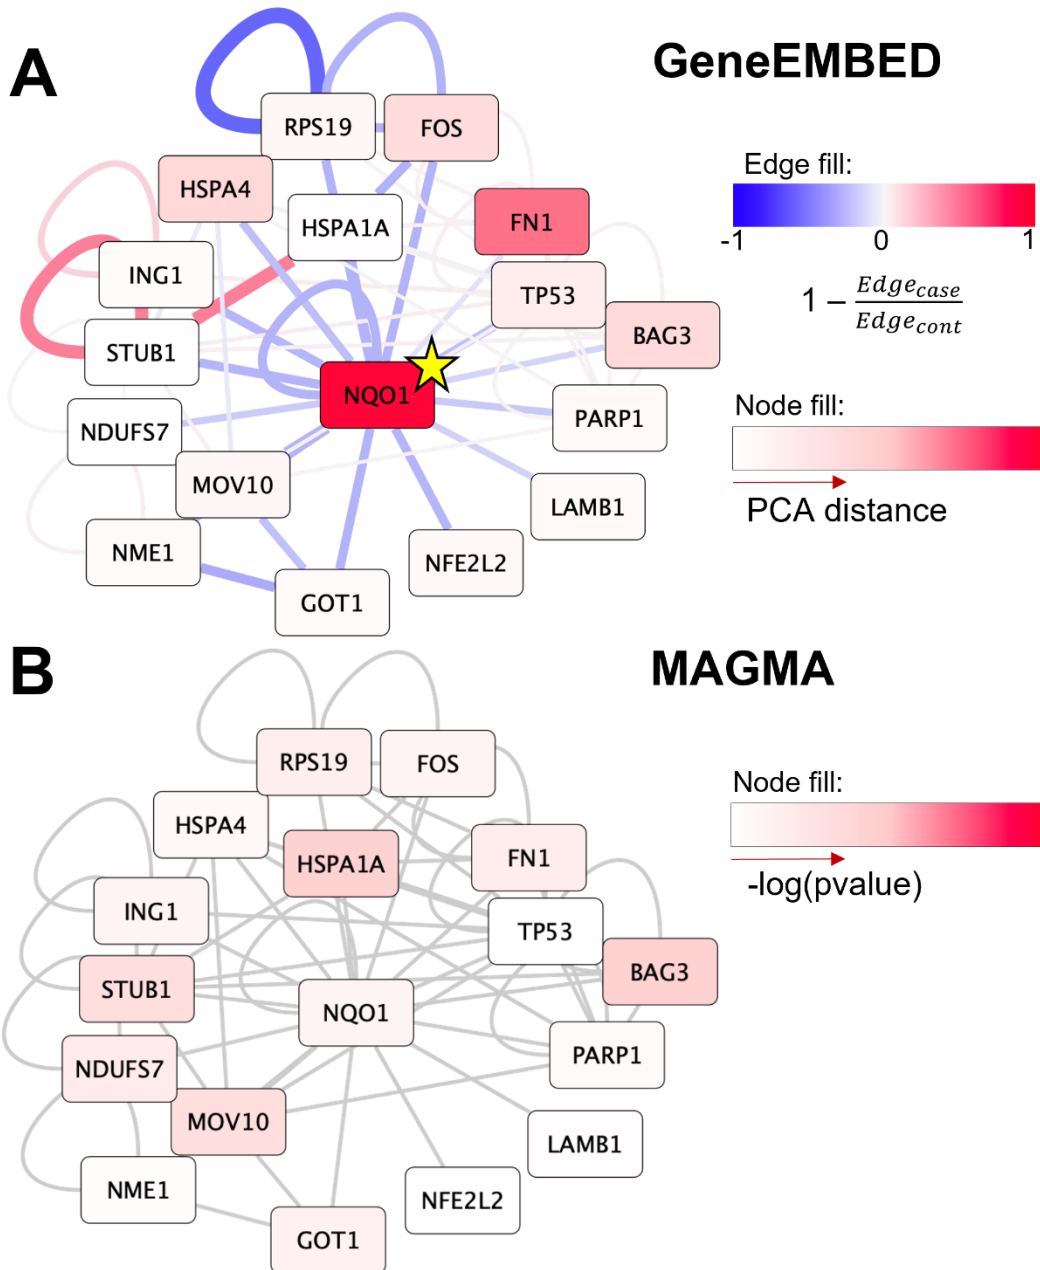 A
GeneEMBED
RPS19
FOS
HSPA4
HSPA1A
FN1
ING1
TP53
STUB1
BAG3
NQO1
NDUFS7
PARP1
MOV10
LAMB1
NME1
NFE2L2
GOT1
Edge fill:
-1 0 1
1 − Edge_case / Edge_cont
Node fill:
PCA distance
B
MAGMA
RPS19
FOS
HSPA4
HSPA1A
FN1
ING1
TP53
STUB1
BAG3
NQO1
NDUFS7
PARP1
MOV10
LAMB1
NME1
NFE2L2
GOT1
Node fill:
-log(pvalue)